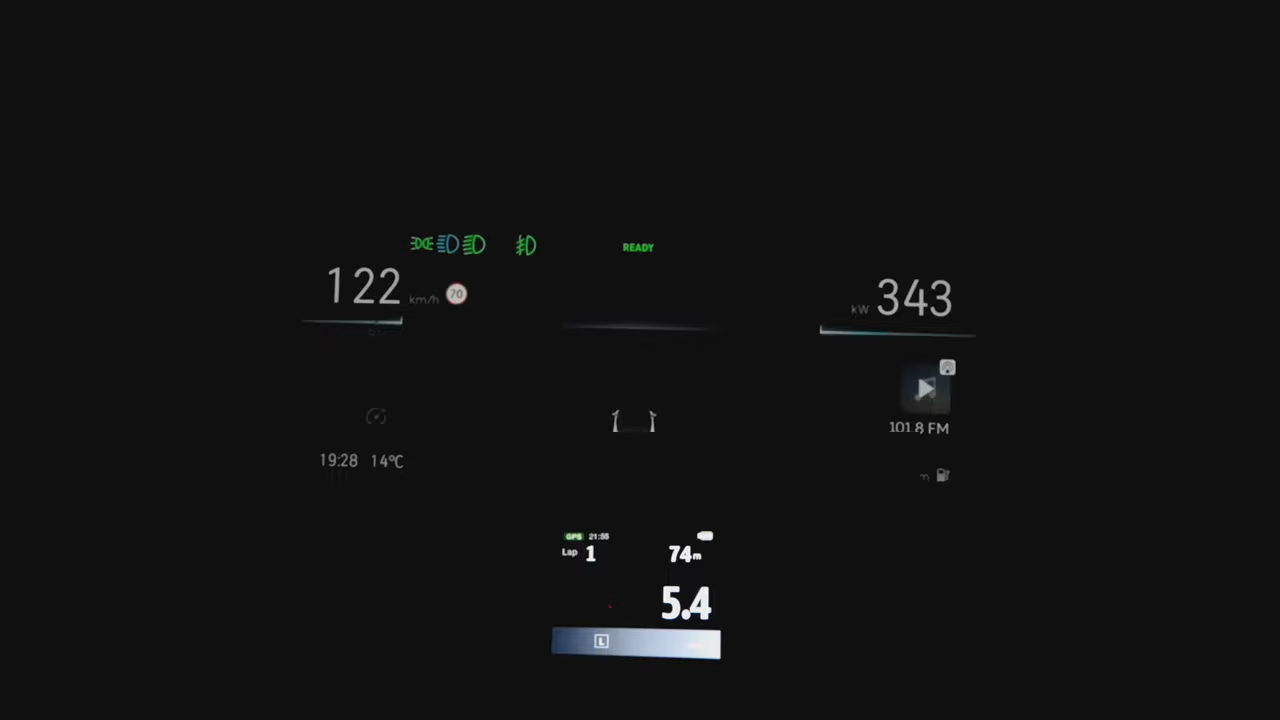 READY
122 km/h 70
kW 343
101.8 FM
19:28 14°C
m
GPS 21:55
Lap 1 74m
5.4
L